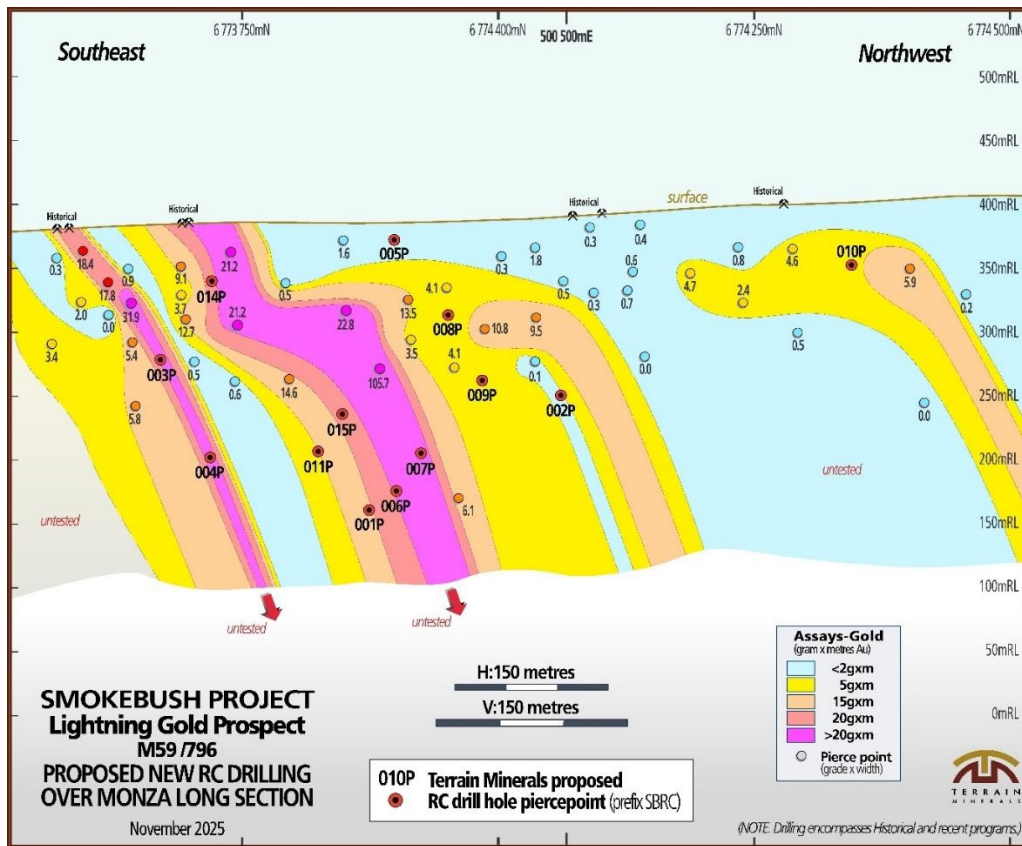 6 773 750mN
6 774 400mN
500 500mE
6 774 250mN
6 774 500mN
Southeast
Northwest
500mRL
450mRL
400mRL
350mRL
300mRL
250mRL
200mRL
150mRL
100mRL
50mRL
0mRL
Historical
Historical
Historical
surface
0.3
18.4
17.8
0.9
31.9
2.0
0.0
3.4
5.4
5.8
003P
004P
9.1
3.7
12.7
014P
21.2
21.2
0.5
0.6
0.5
1.6
005P
22.8
105.7
14.6
015P
011P
001P
006P
007P
6.1
13.5
3.5
4.1
008P
4.1
10.8
009P
0.3
1.8
9.5
0.1
002P
0.5
0.3
0.3
0.4
0.6
0.7
0.0
4.7
0.8
2.4
4.6
0.5
010P
5.9
0.3
0.0
untested
untested
untested
untested
H:150 metres
V:150 metres
SMOKEBUSH PROJECT
Lightning Gold Prospect
M59 /796
PROPOSED NEW RC DRILLING
OVER MONZA LONG SECTION
November 2025
010P Terrain Minerals proposed
RC drill hole piercepoint (prefix SBRC)
Assays-Gold
(gram x metres Au)
<2gxm
5gxm
15gxm
20gxm
>20gxm
Pierce point
(grade x width)
TERRAIN
MINERALS
(NOTE. Drilling encompasses Historical and recent programs.)